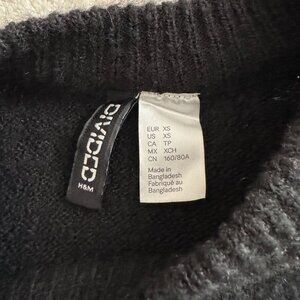 DIVIDED
H&M
EUR XS
US XS
CA TP
MX XCH
CN 160/80A
Made in
Bangladesh
Fabriqué au
Bangladesh